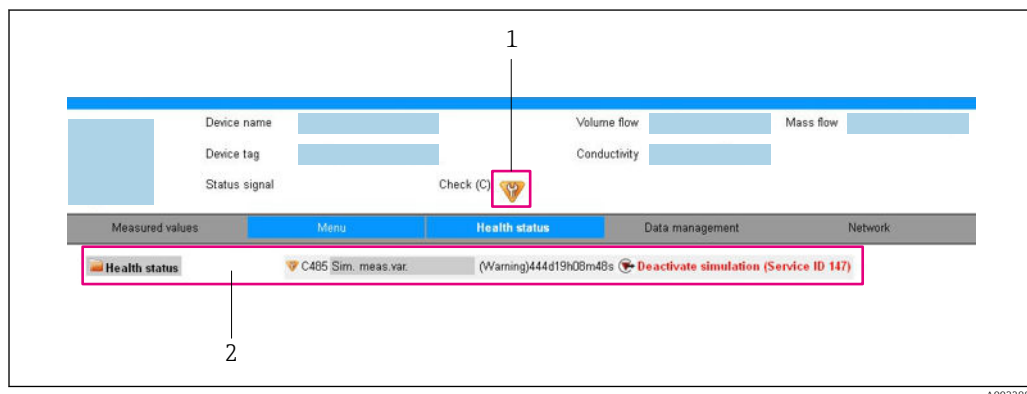 1
Device name Volume flow Mass flow
Device tag Conductivity
Status signal Check (C)
Measured values Menu Health status Data management Network
Health status C485 Sim. meas.var. (Warning)444d19h08m48s Deactivate simulation (Service ID 147)
2